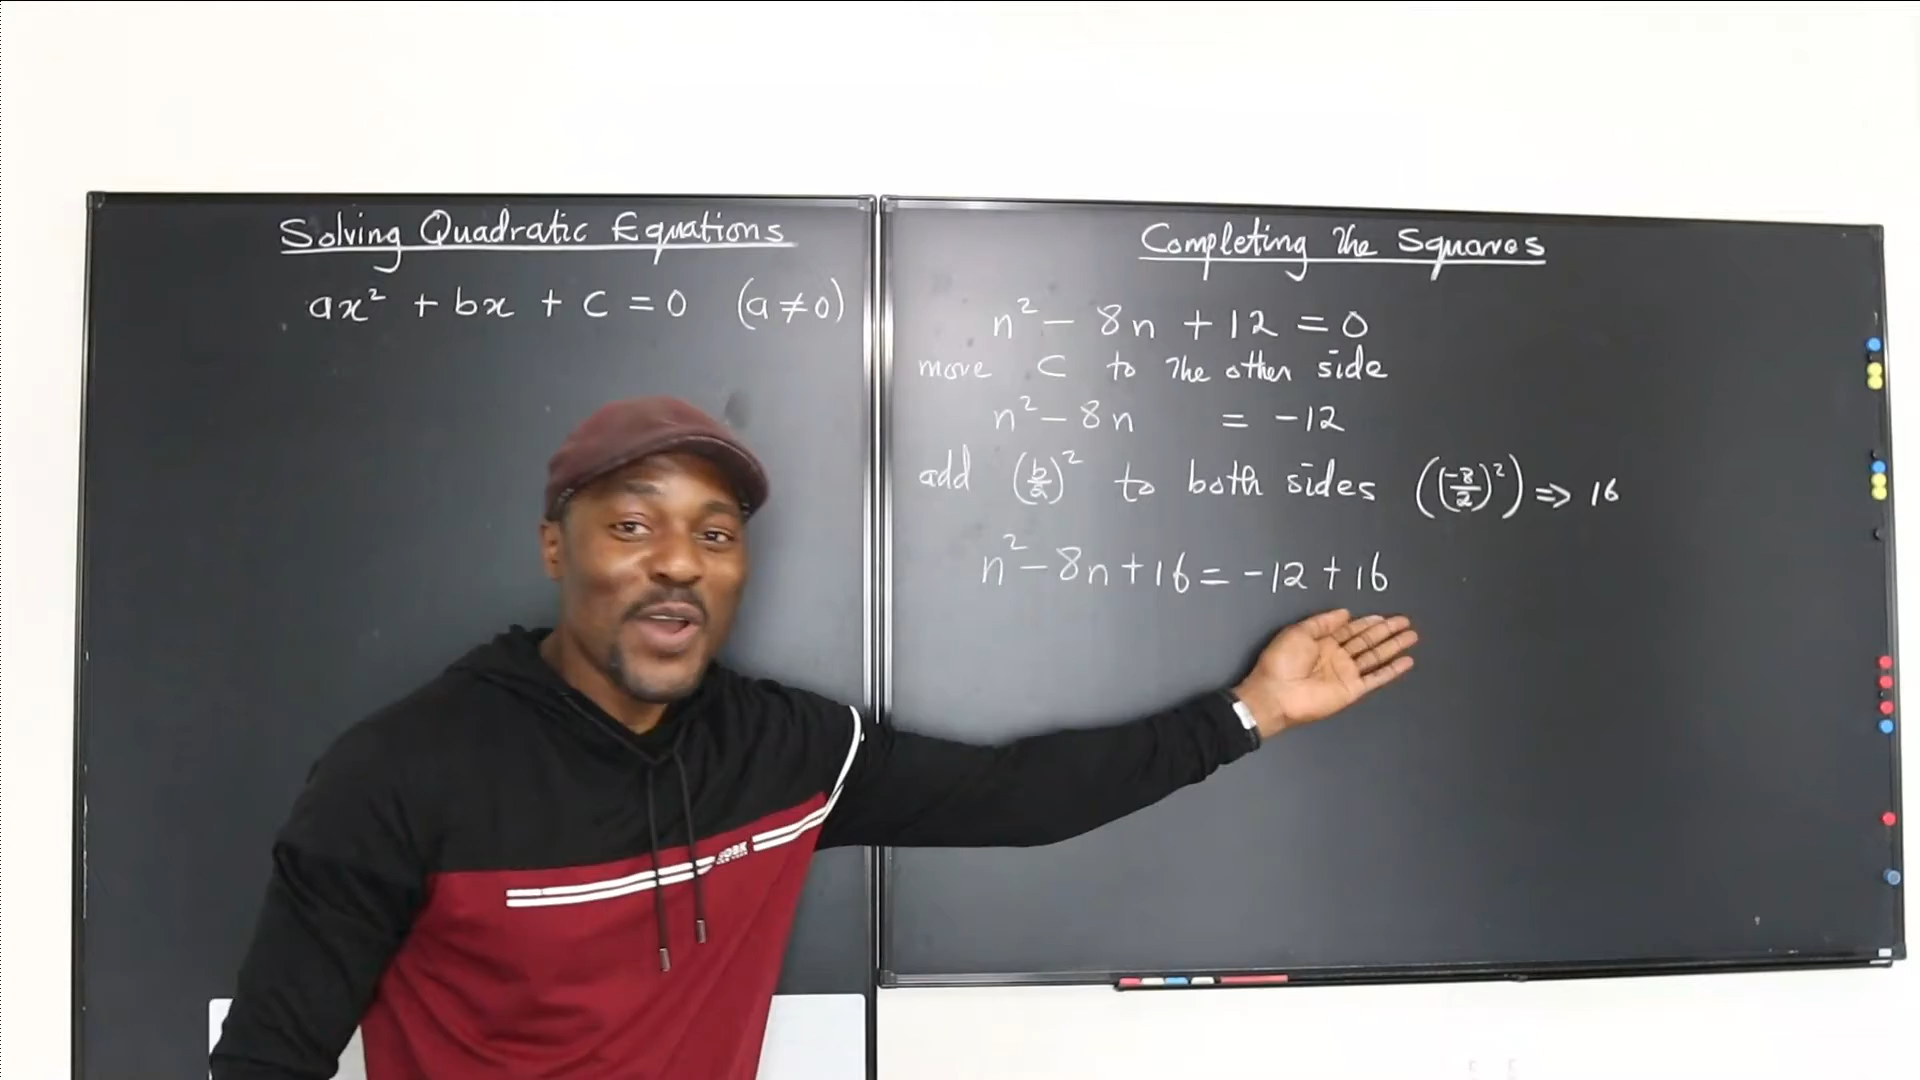 Solving Quadratic Equations
ax² + bx + C = 0 (a ≠ 0)
Completing The Squares
n² - 8n + 12 = 0
move C to The other side
n² - 8n = -12
add (b/2)² to both sides ((-8/2)²) => 16
n² - 8n + 16 = -12 + 16